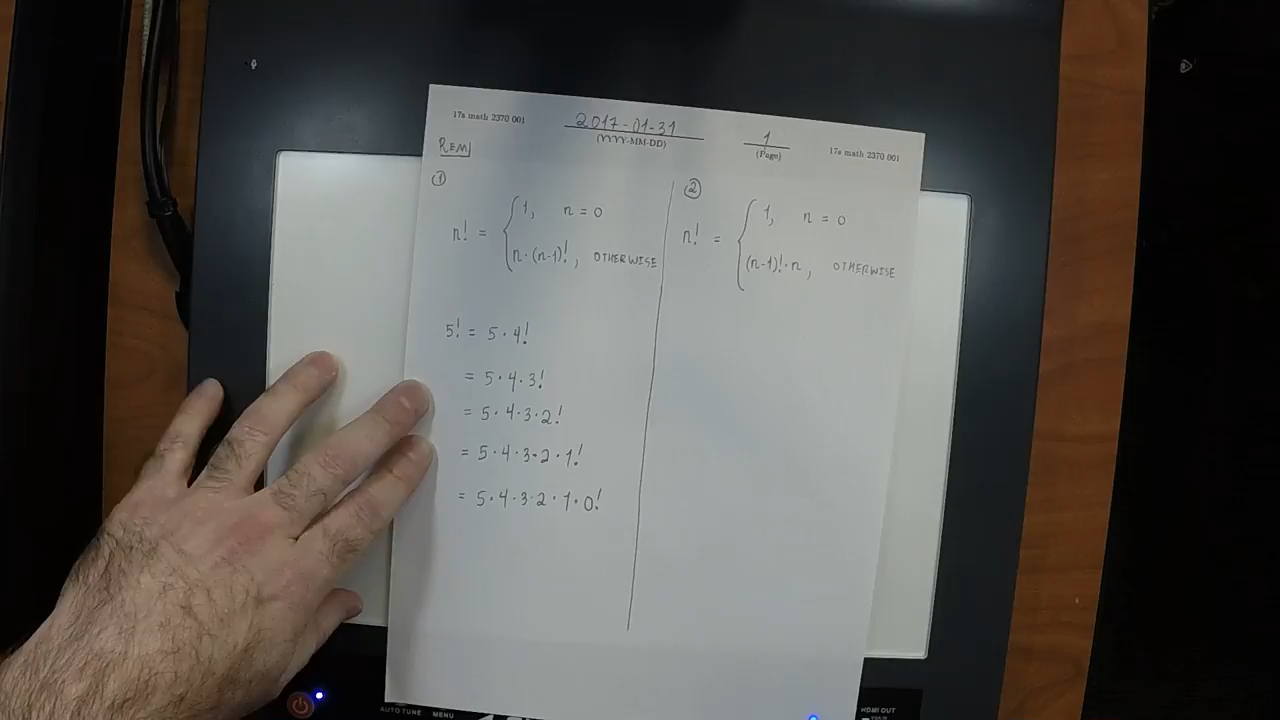 17s math 2370 001 2017-01-31 1 17s math 2370 001
(YYYY-MM-DD) (Page)
REM
①
n! = { 1, n = 0
n·(n-1)!, OTHERWISE
5! = 5·4!
= 5·4·3!
= 5·4·3·2!
= 5·4·3·2·1!
= 5·4·3·2·1·0!
②
n! = { 1, n = 0
(n-1)!·n, OTHERWISE
AUTO TUNE MENU
HDMI OUT